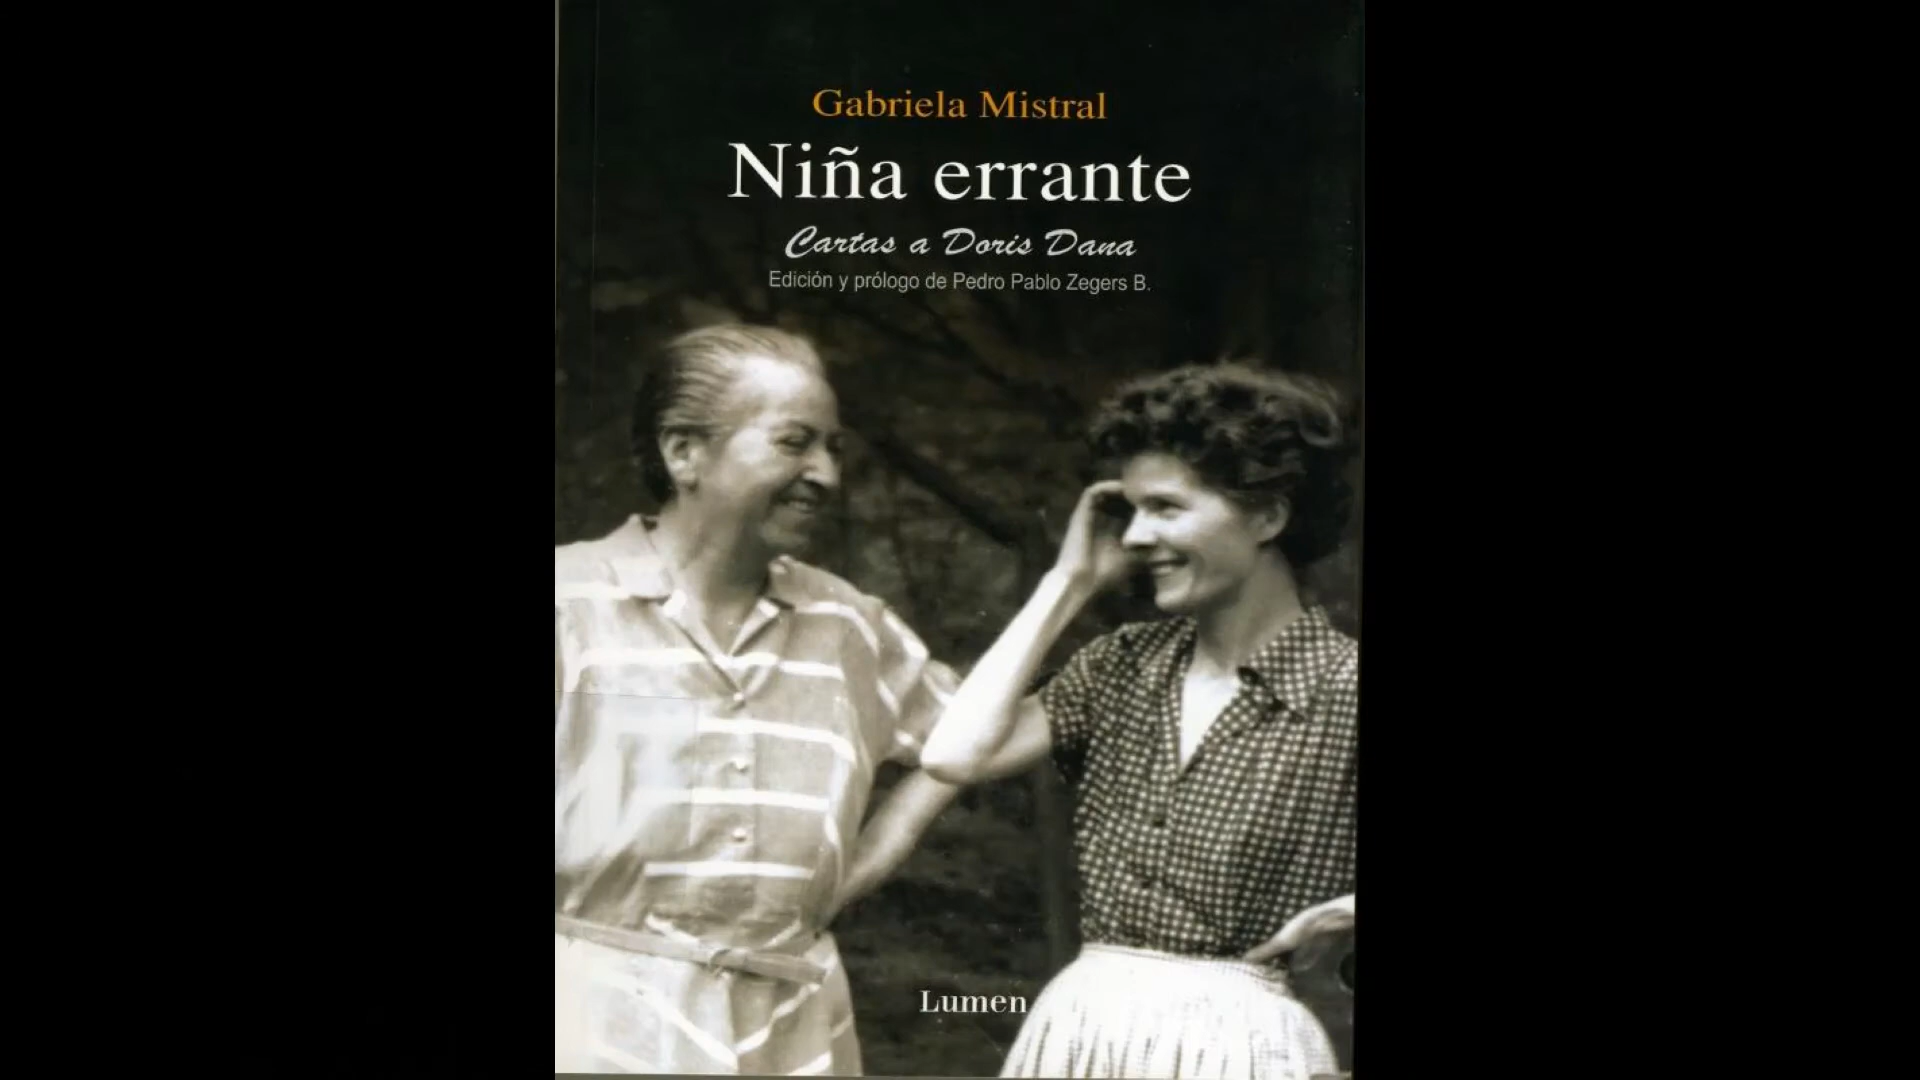 Gabriela Mistral
Niña errante
Cartas a Doris Dana
Edición y prólogo de Pedro Pablo Zegers B.
Lumen